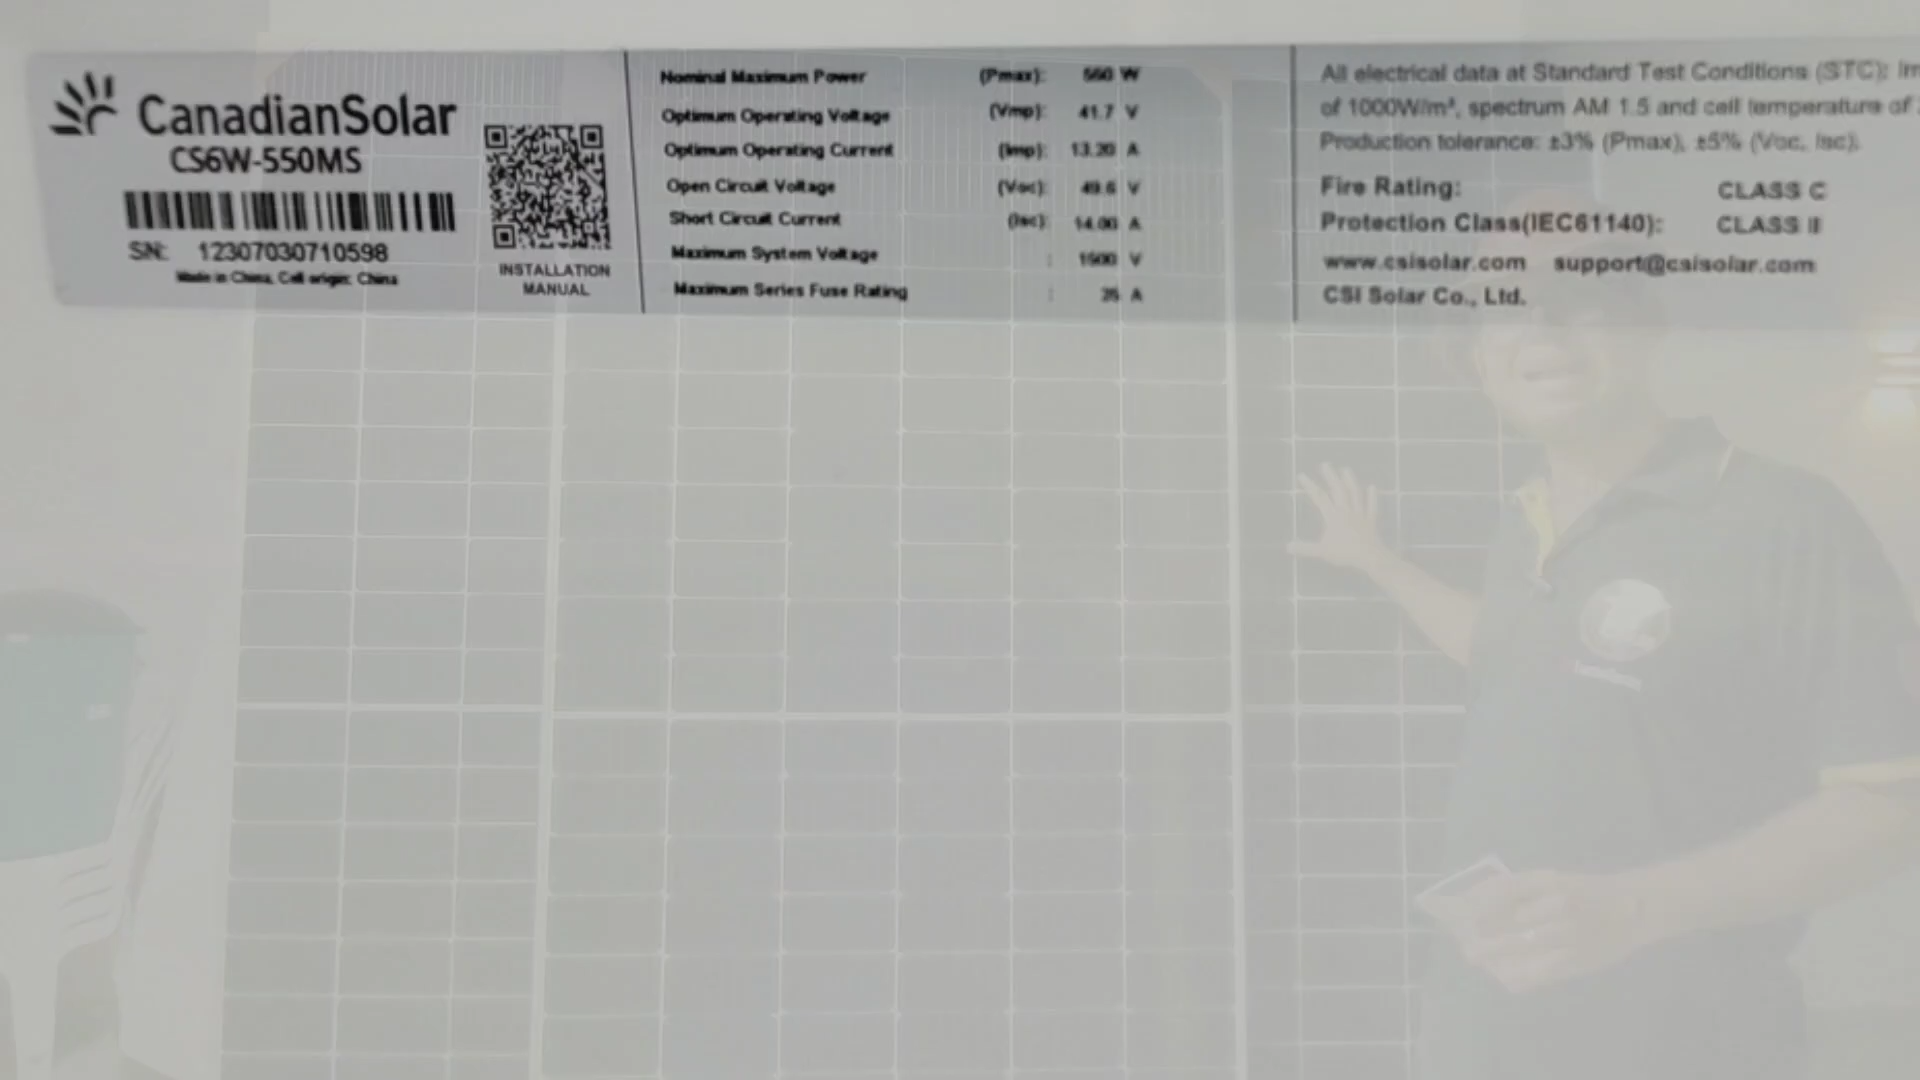 CanadianSolar
CS6W-550MS
SN: 12307030710598
Made in China, Cell origin: China
INSTALLATION
MANUAL
Nominal Maximum Power (Pmax): 550 W
Optimum Operating Voltage (Vmp): 41.7 V
Optimum Operating Current (Imp): 13.20 A
Open Circuit Voltage (Voc): 49.6 V
Short Circuit Current (Isc): 14.00 A
Maximum System Voltage : 1500 V
Maximum Series Fuse Rating : 25 A
All electrical data at Standard Test Conditions (STC):
of 1000W/m², spectrum AM 1.5 and cell temperature of
Production tolerance: ±3% (Pmax), ±5% (Voc, Isc).
Fire Rating: CLASS C
Protection Class(IEC61140): CLASS II
www.csisolar.com support@csisolar.com
CSI Solar Co., Ltd.